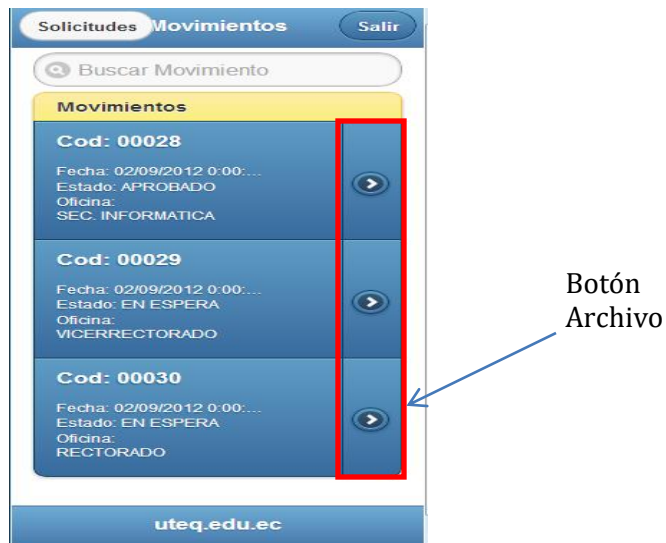 Solicitudes Movimientos Salir
Buscar Movimiento
Movimientos
Cod: 00028
Fecha: 02/09/2012 0:00:...
Estado: APROBADO
Oficina:
SEC. INFORMATICA
Cod: 00029
Fecha: 02/09/2012 0:00:...
Estado: EN ESPERA
Oficina:
VICERRECTORADO
Cod: 00030
Fecha: 02/09/2012 0:00:...
Estado: EN ESPERA
Oficina:
RECTORADO
uteq.edu.ec
Botón
Archivo